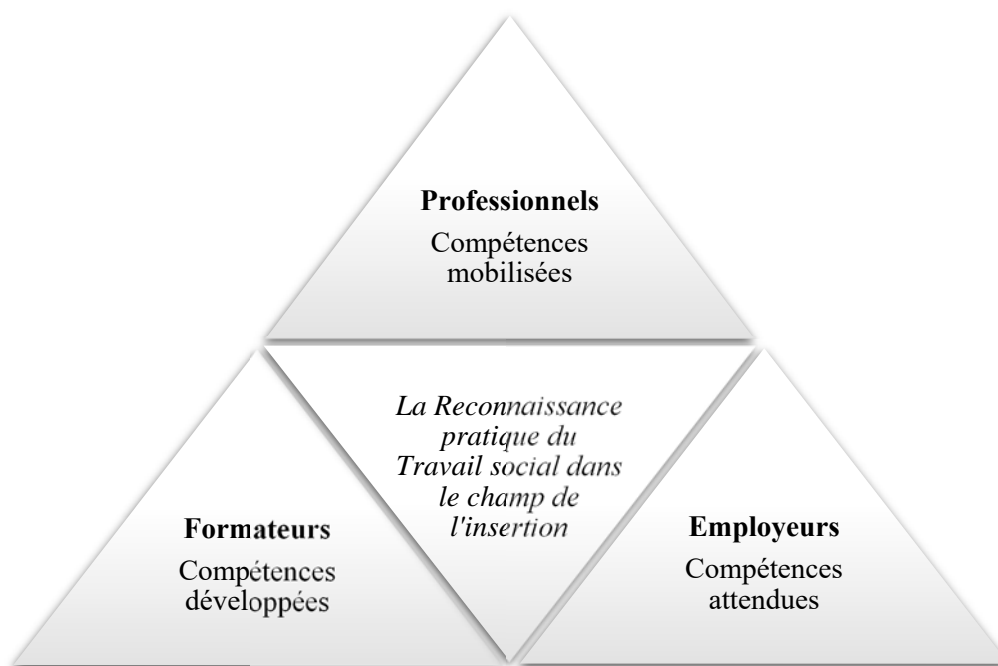 Professionnels
Compétences
mobilisées
La Reconnaissance
pratique du
Travail social dans
le champ de
l'insertion
Formateurs
Compétences
développées
Employeurs
Compétences
attendues